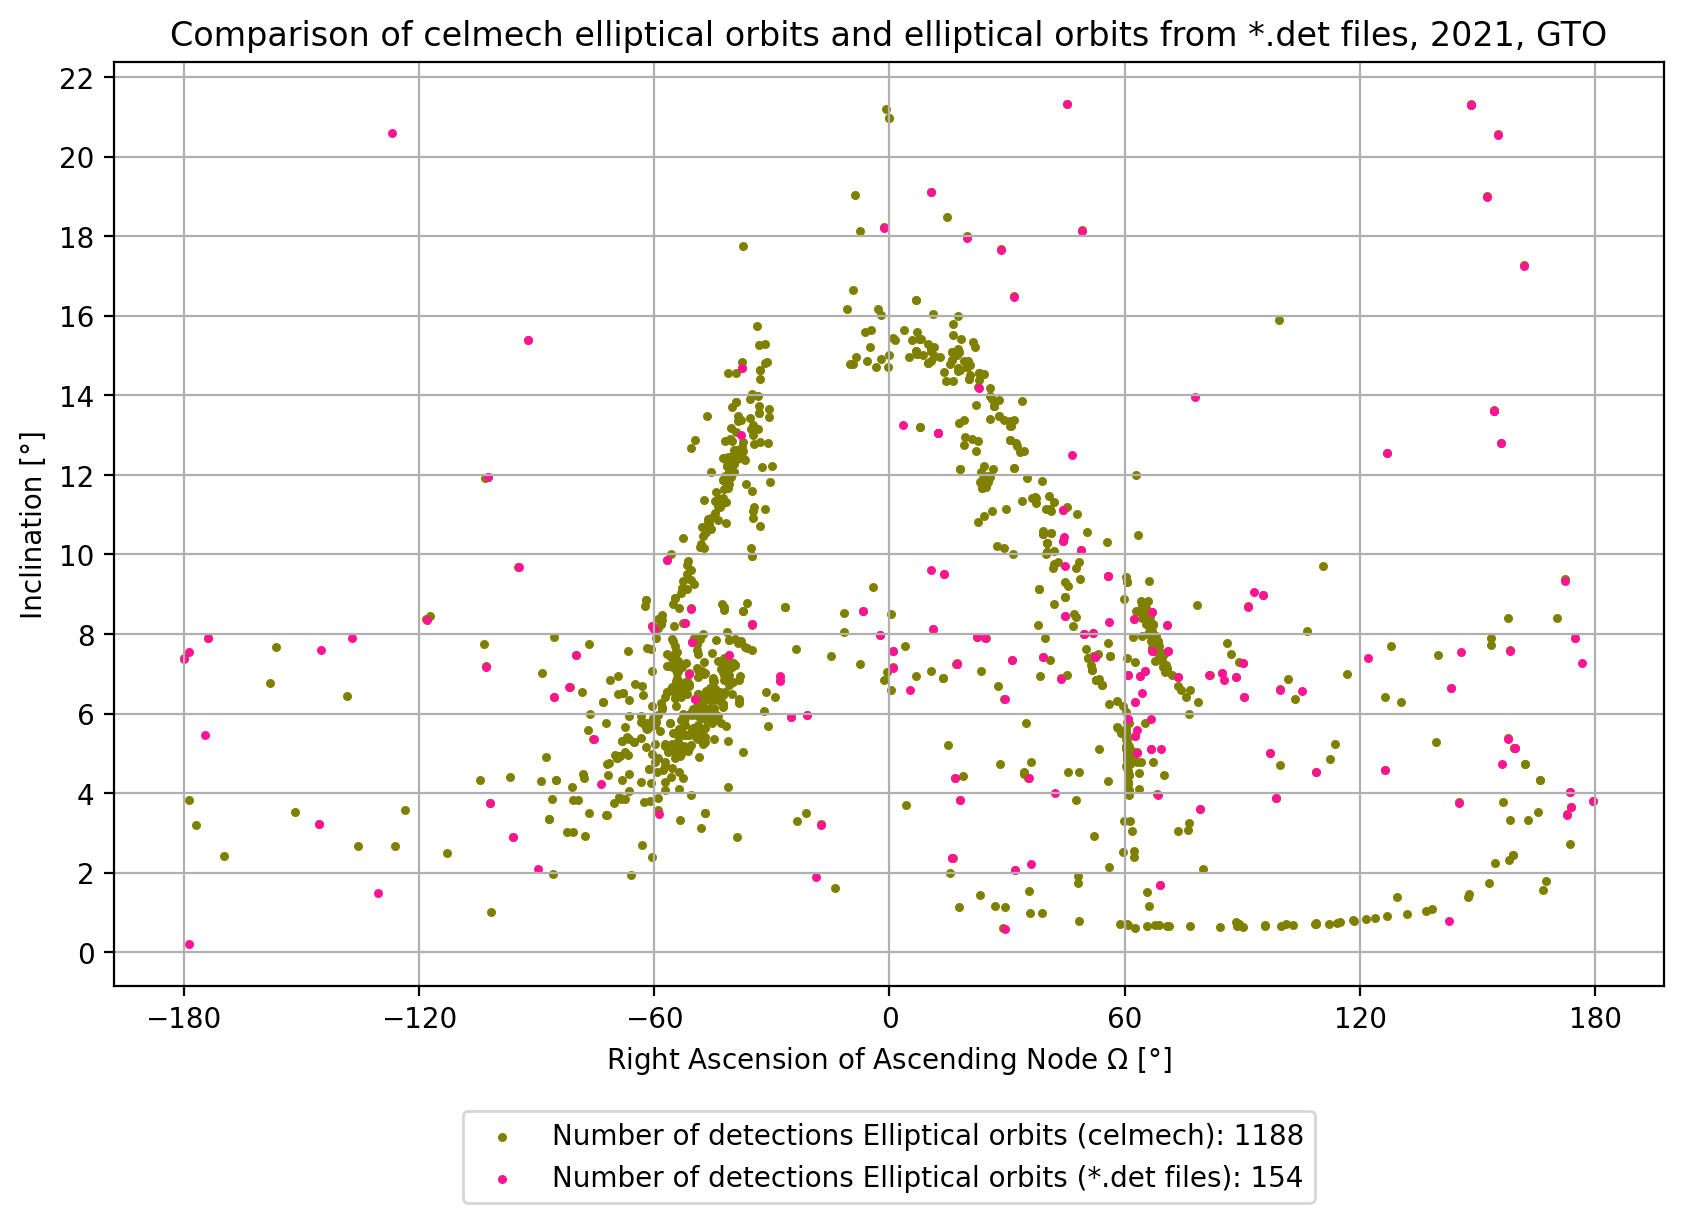 Comparison of celmech elliptical orbits and elliptical orbits from *.det files, 2021, GTO
22
20
18
16
14
12
10
8
6
4
2
0
Inclination [°]
−180 −120 −60 0 60 120 180
Right Ascension of Ascending Node Ω [°]
Number of detections Elliptical orbits (celmech): 1188
Number of detections Elliptical orbits (*.det files): 154